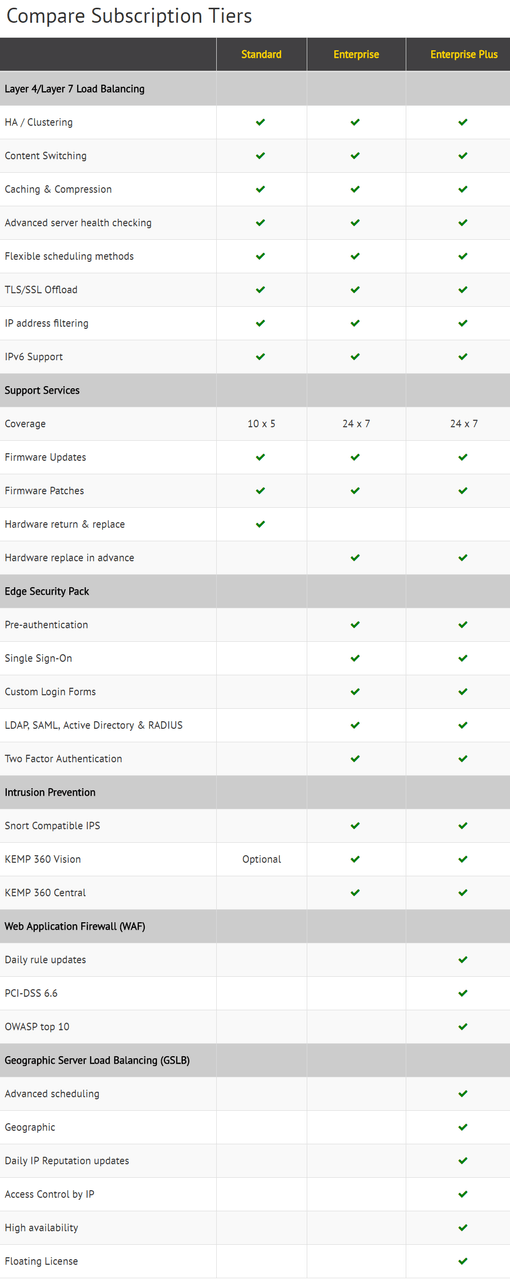 Compare Subscription Tiers
Standard Enterprise Enterprise Plus
Layer 4/Layer 7 Load Balancing
HA / Clustering ✔ ✔ ✔
Content Switching ✔ ✔ ✔
Caching & Compression ✔ ✔ ✔
Advanced server health checking ✔ ✔ ✔
Flexible scheduling methods ✔ ✔ ✔
TLS/SSL Offload ✔ ✔ ✔
IP address filtering ✔ ✔ ✔
IPv6 Support ✔ ✔ ✔
Support Services
Coverage 10 x 5 24 x 7 24 x 7
Firmware Updates ✔ ✔ ✔
Firmware Patches ✔ ✔ ✔
Hardware return & replace ✔
Hardware replace in advance ✔ ✔
Edge Security Pack
Pre-authentication ✔ ✔
Single Sign-On ✔ ✔
Custom Login Forms ✔ ✔
LDAP, SAML, Active Directory & RADIUS ✔ ✔
Two Factor Authentication ✔ ✔
Intrusion Prevention
Snort Compatible IPS ✔ ✔
KEMP 360 Vision Optional ✔ ✔
KEMP 360 Central ✔ ✔
Web Application Firewall (WAF)
Daily rule updates ✔
PCI-DSS 6.6 ✔
OWASP top 10 ✔
Geographic Server Load Balancing (GSLB)
Advanced scheduling ✔
Geographic ✔
Daily IP Reputation updates ✔
Access Control by IP ✔
High availability ✔
Floating License ✔